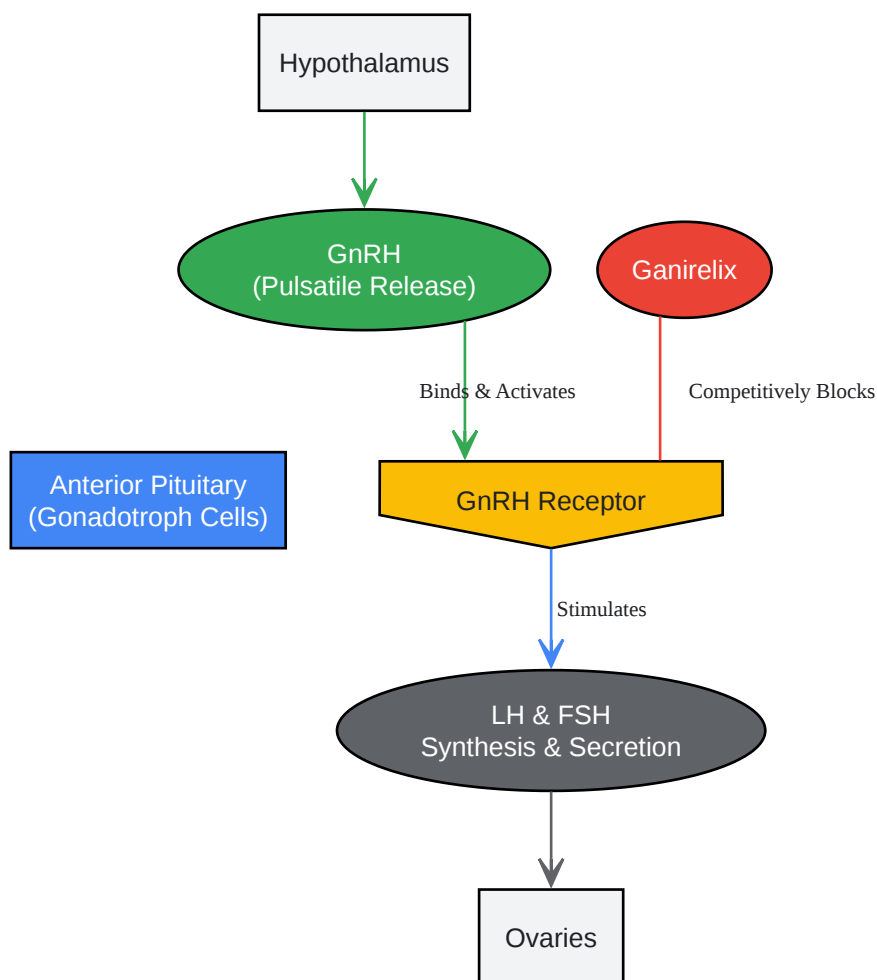 Hypothalamus
GnRH
(Pulsatile Release)
Ganirelix
Binds & Activates
Competitively Blocks
Anterior Pituitary
(Gonadotroph Cells)
GnRH Receptor
Stimulates
LH & FSH
Synthesis & Secretion
Ovaries